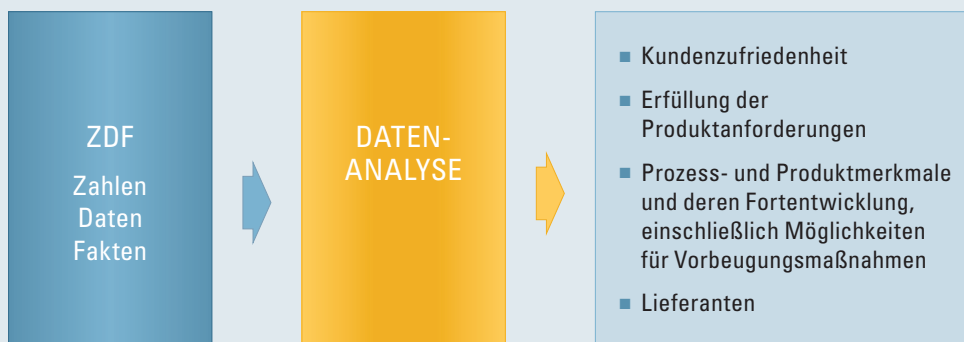 ZDF
Zahlen
Daten
Fakten
DATEN-
ANALYSE
Kundenzufriedenheit
Erfüllung der
Produktanforderungen
Prozess- und Produktmerkmale
und deren Fortentwicklung,
einschließlich Möglichkeiten
für Vorbeugungsmaßnahmen
Lieferanten